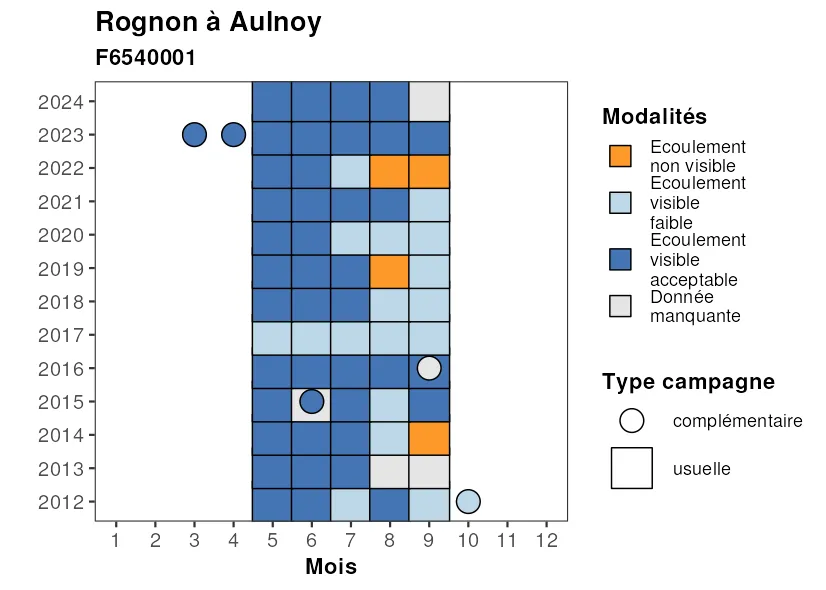 Rognon à Aulnoy
F6540001
2024
2023
2022
2021
2020
2019
2018
2017
2016
2015
2014
2013
2012
1 2 3 4 5 6 7 8 9 10 11 12
Mois
Modalités
Ecoulement
non visible
Ecoulement
visible
faible
Ecoulement
visible
acceptable
Donnée
manquante
Type campagne
complémentaire
usuelle